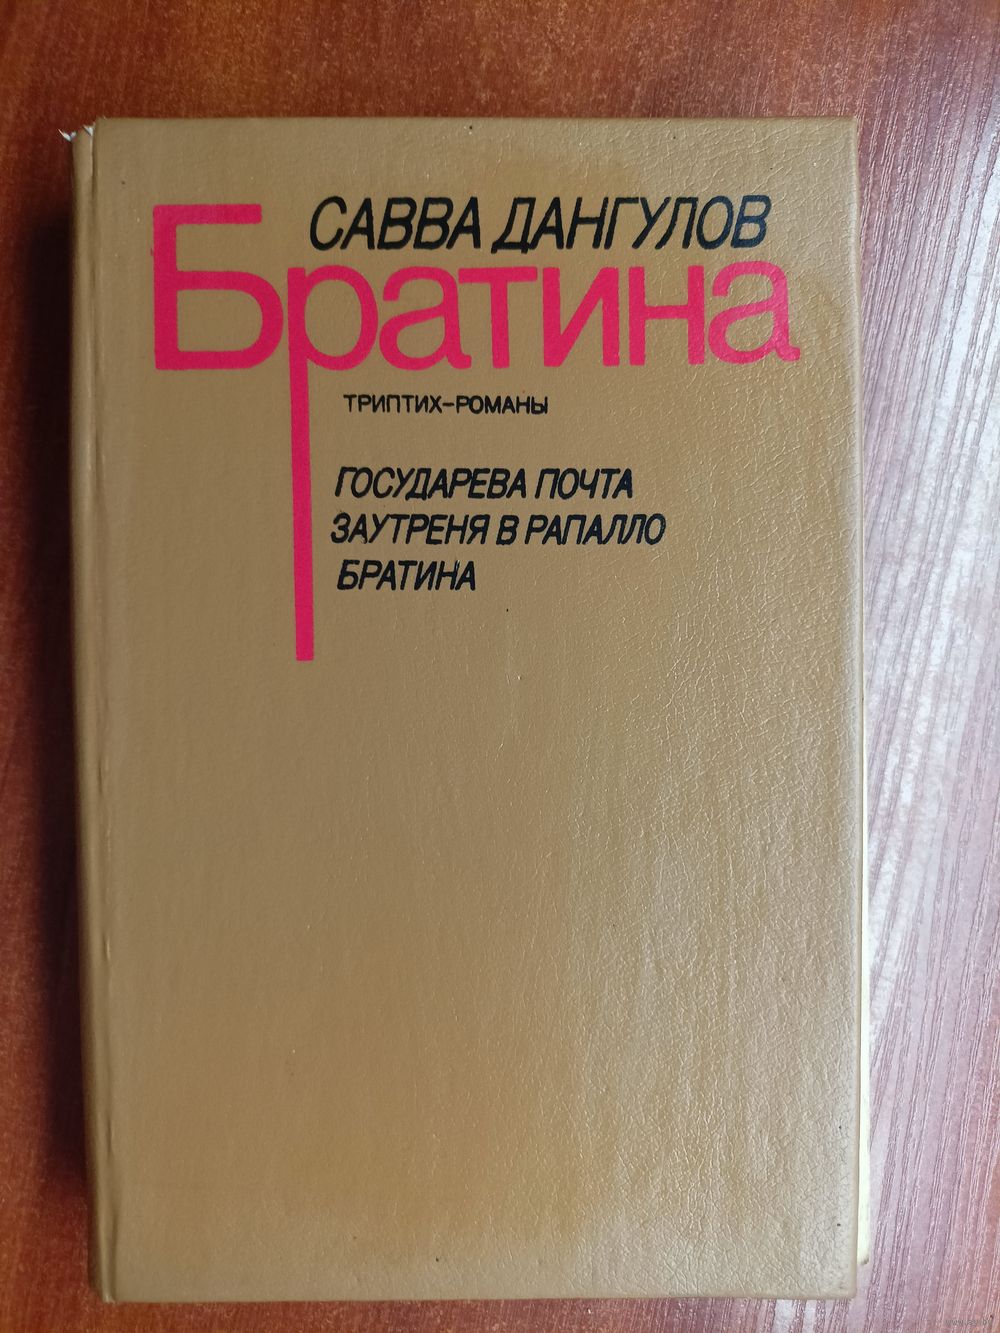 САВВА ДАНГУЛОВ
Братина
ТРИПТИХ-РОМАНЫ
ГОСУДАРЕВА ПОЧТА
ЗАУТРЕНЯ В РАПАЛЛО
БРАТИНА